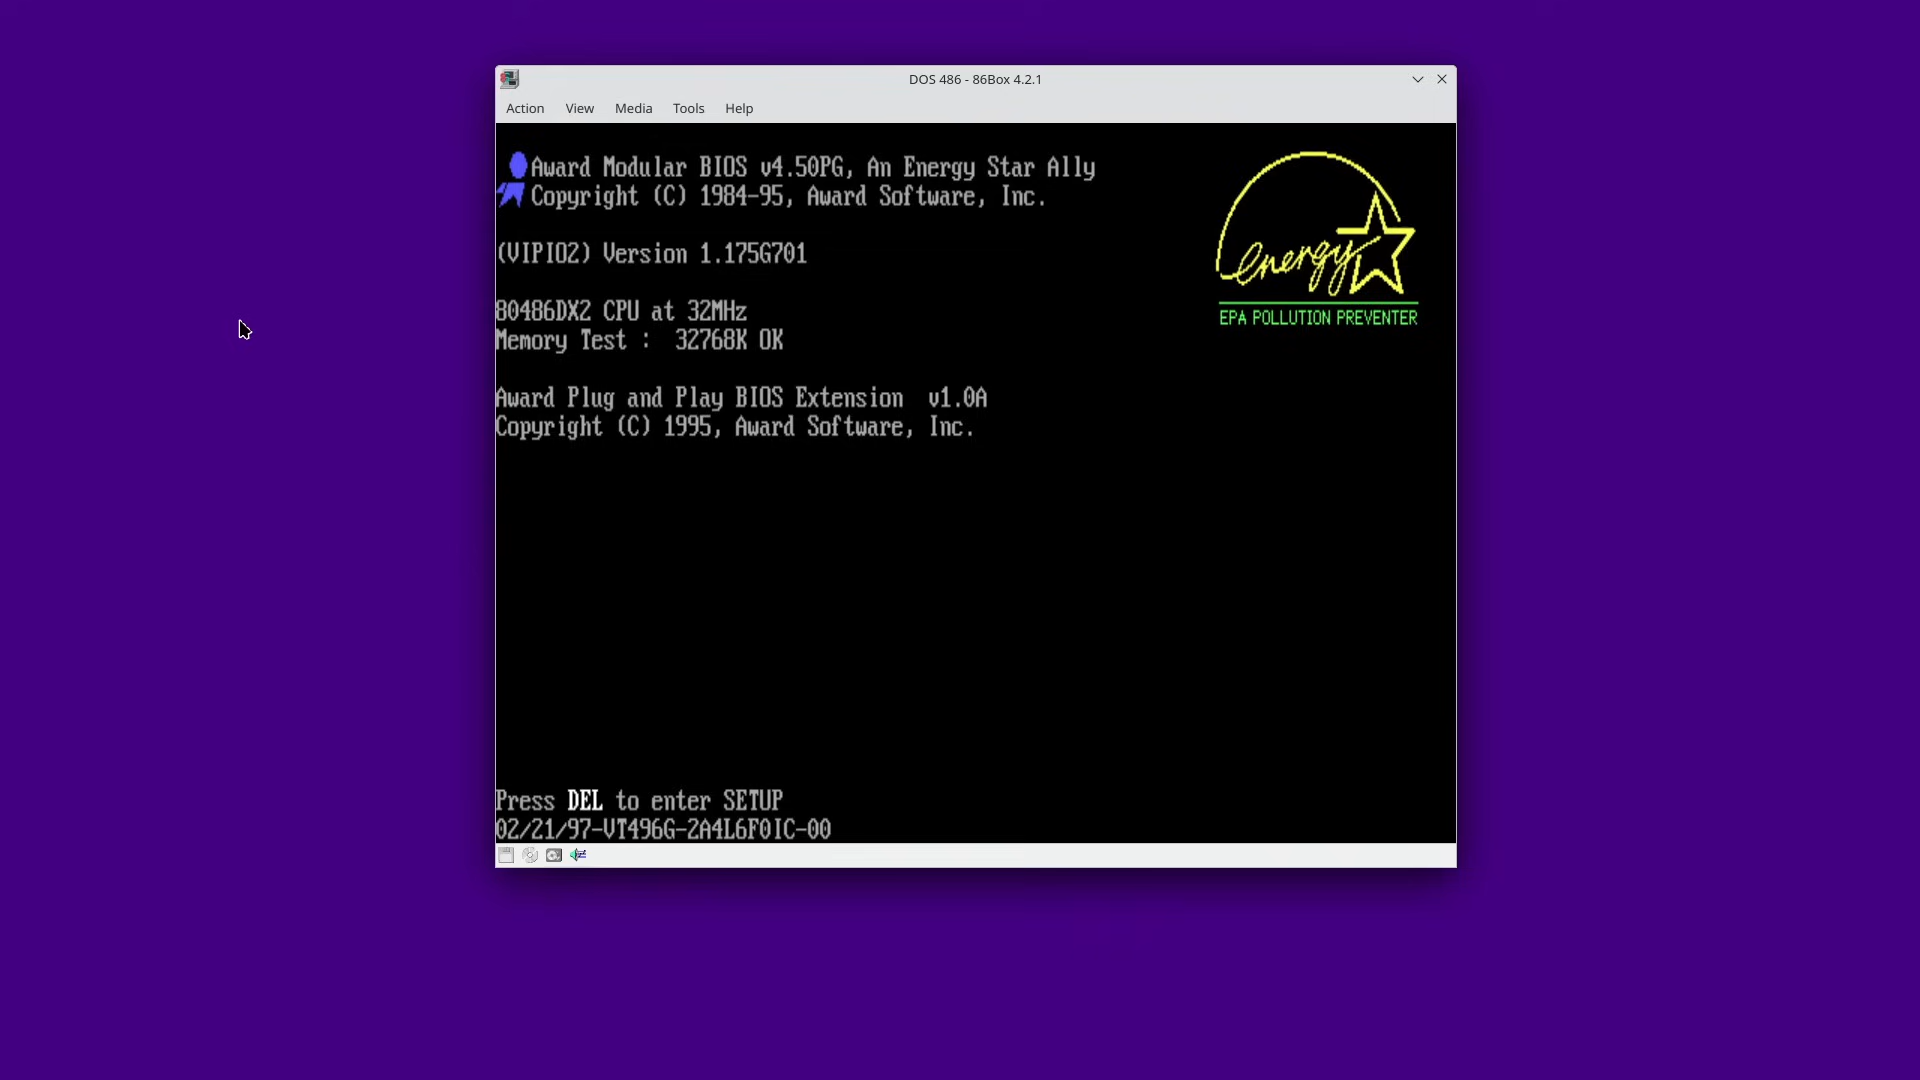 DOS 486 - 86Box 4.2.1
Action View Media Tools Help
Award Modular BIOS v4.50PG, An Energy Star Ally
Copyright (C) 1984-95, Award Software, Inc.
energy
EPA POLLUTION PREVENTER
(VIPIO2) Version 1.175G701
80486DX2 CPU at 32MHz
Memory Test :  32768K OK
Award Plug and Play BIOS Extension  v1.0A
Copyright (C) 1995, Award Software, Inc.
Press DEL to enter SETUP
02/21/97-VT496G-2A4L6F0IC-00